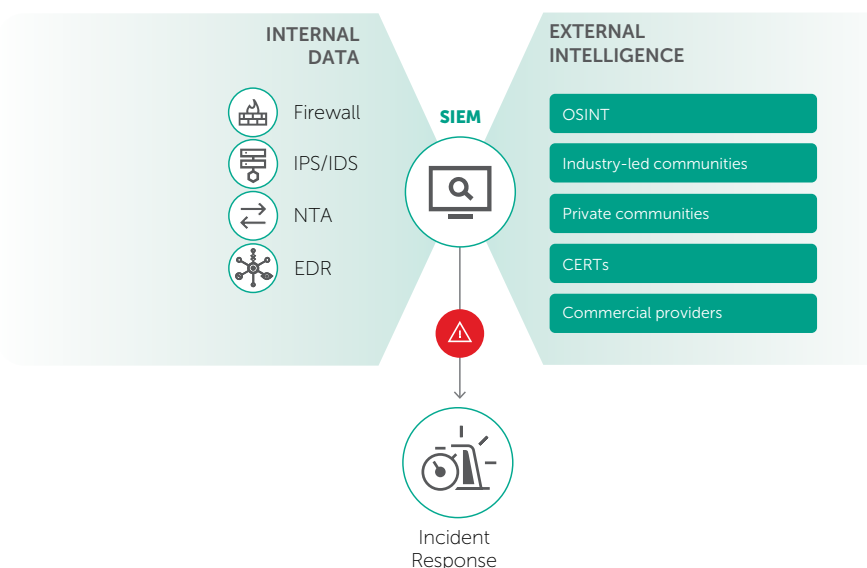 INTERNAL
DATA
Firewall
IPS/IDS
NTA
EDR
SIEM
EXTERNAL
INTELLIGENCE
OSINT
Industry-led communities
Private communities
CERTs
Commercial providers
Incident
Response